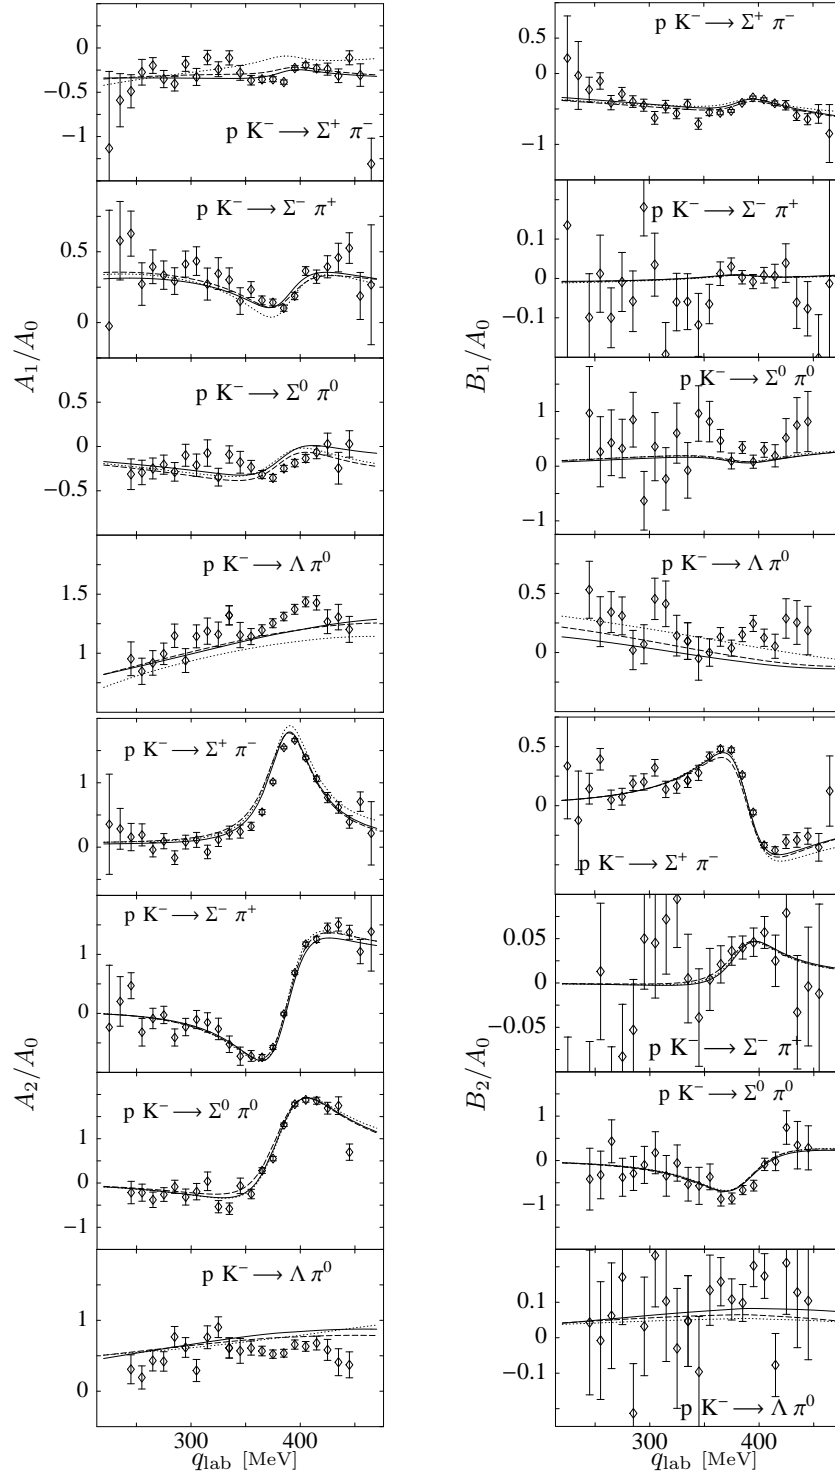 0
−0.5
−1
p K⁻ ⟶ Σ⁺ π⁻
p K⁻ ⟶ Σ⁻ π⁺
0.5
0
A₁/A₀
p K⁻ ⟶ Σ⁰ π⁰
0.5
0
−0.5
p K⁻ ⟶ Λ π⁰
1.5
1
p K⁻ ⟶ Σ⁺ π⁻
1
0
p K⁻ ⟶ Σ⁻ π⁺
1
0
A₂/A₀
p K⁻ ⟶ Σ⁰ π⁰
1
0
−1
p K⁻ ⟶ Λ π⁰
1
0
300
400
q_lab [MeV]
p K⁻ ⟶ Σ⁺ π⁻
0.5
0
−1
p K⁻ ⟶ Σ⁻ π⁺
0.1
0
−0.1
B₁/A₀
p K⁻ ⟶ Σ⁰ π⁰
1
0
−1
p K⁻ ⟶ Λ π⁰
0.5
0
0.5
0
p K⁻ ⟶ Σ⁺ π⁻
0.05
0
−0.05
p K⁻ ⟶ Σ⁻ π⁺
B₂/A₀
p K⁻ ⟶ Σ⁰ π⁰
1
0
−1
0.1
0
−0.1
p K⁻ ⟶ Λ π⁰
300
400
q_lab [MeV]